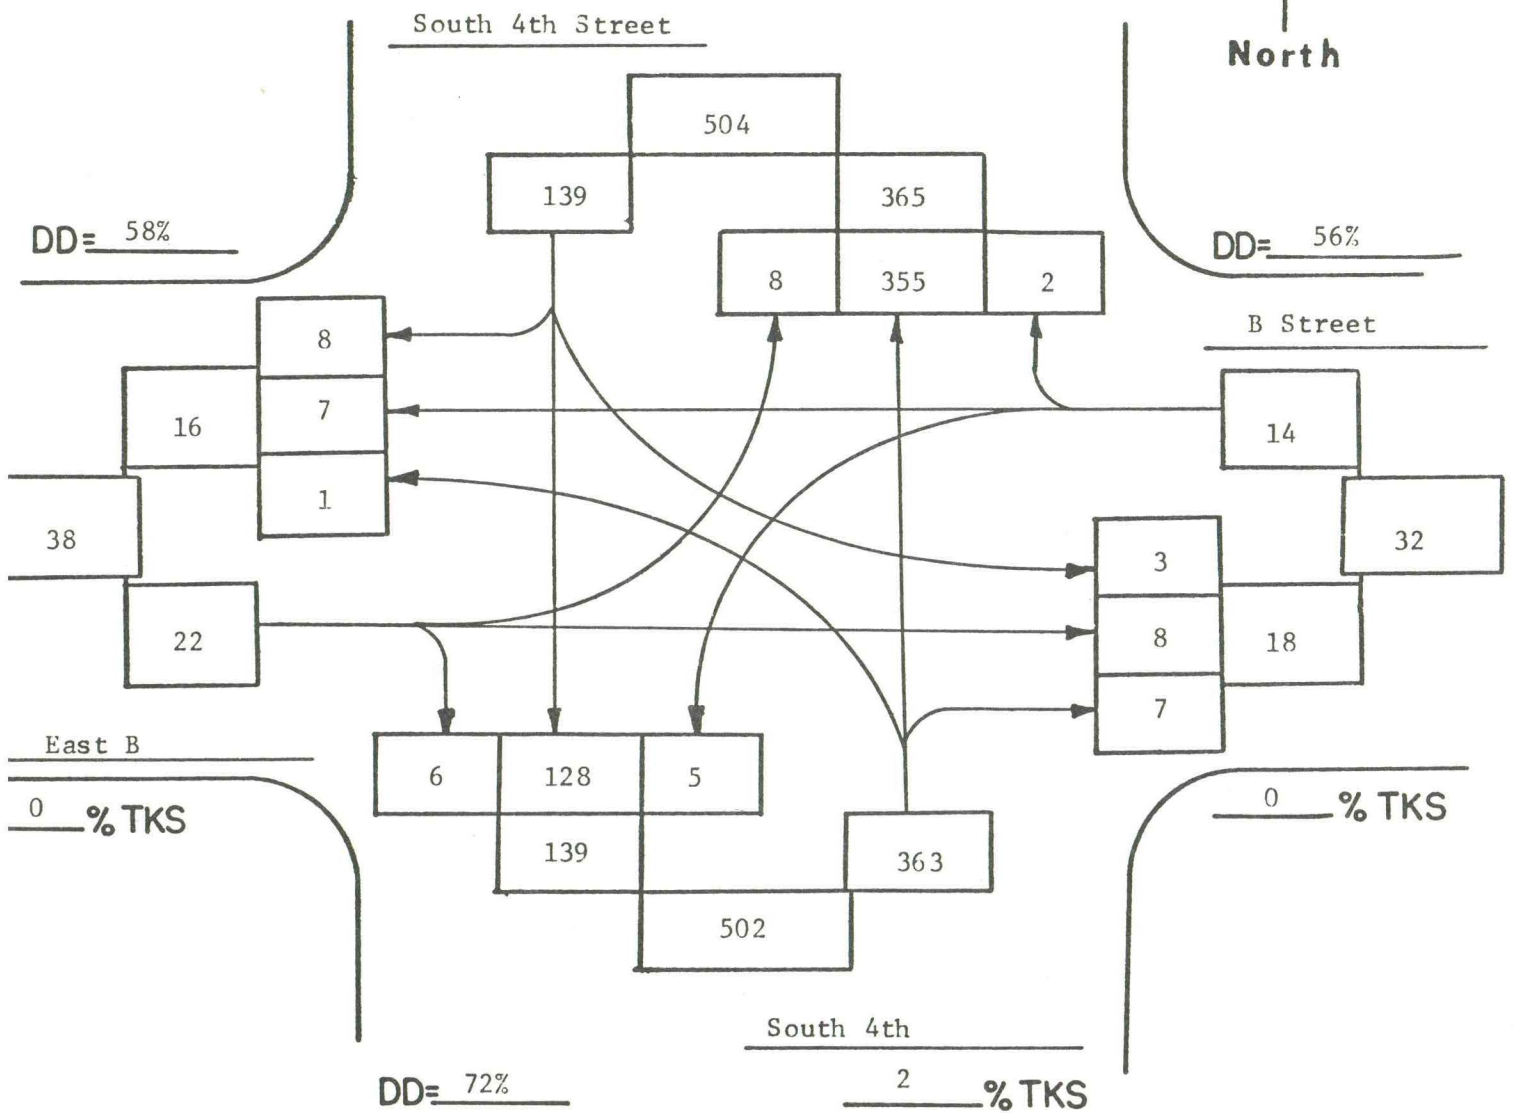 South 4th Street
North
504
139
365
DD= 58%
DD= 56%
8
355
2
8
B Street
16
7
14
1
38
32
3
22
8
18
7
East B
6
128
5
0 % TKS
0 % TKS
139
363
502
South 4th
2 % TKS
DD= 72%